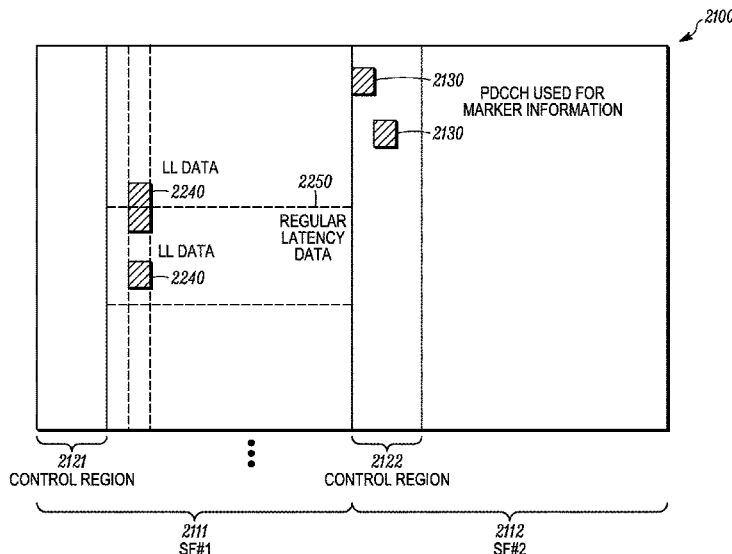 2100
2130
PDCCH USED FOR
MARKER INFORMATION
2130
LL DATA
2240
2250
REGULAR
LATENCY
DATA
LL DATA
2240
2121
CONTROL REGION
2122
CONTROL REGION
2111
SF#1
2112
SF#2